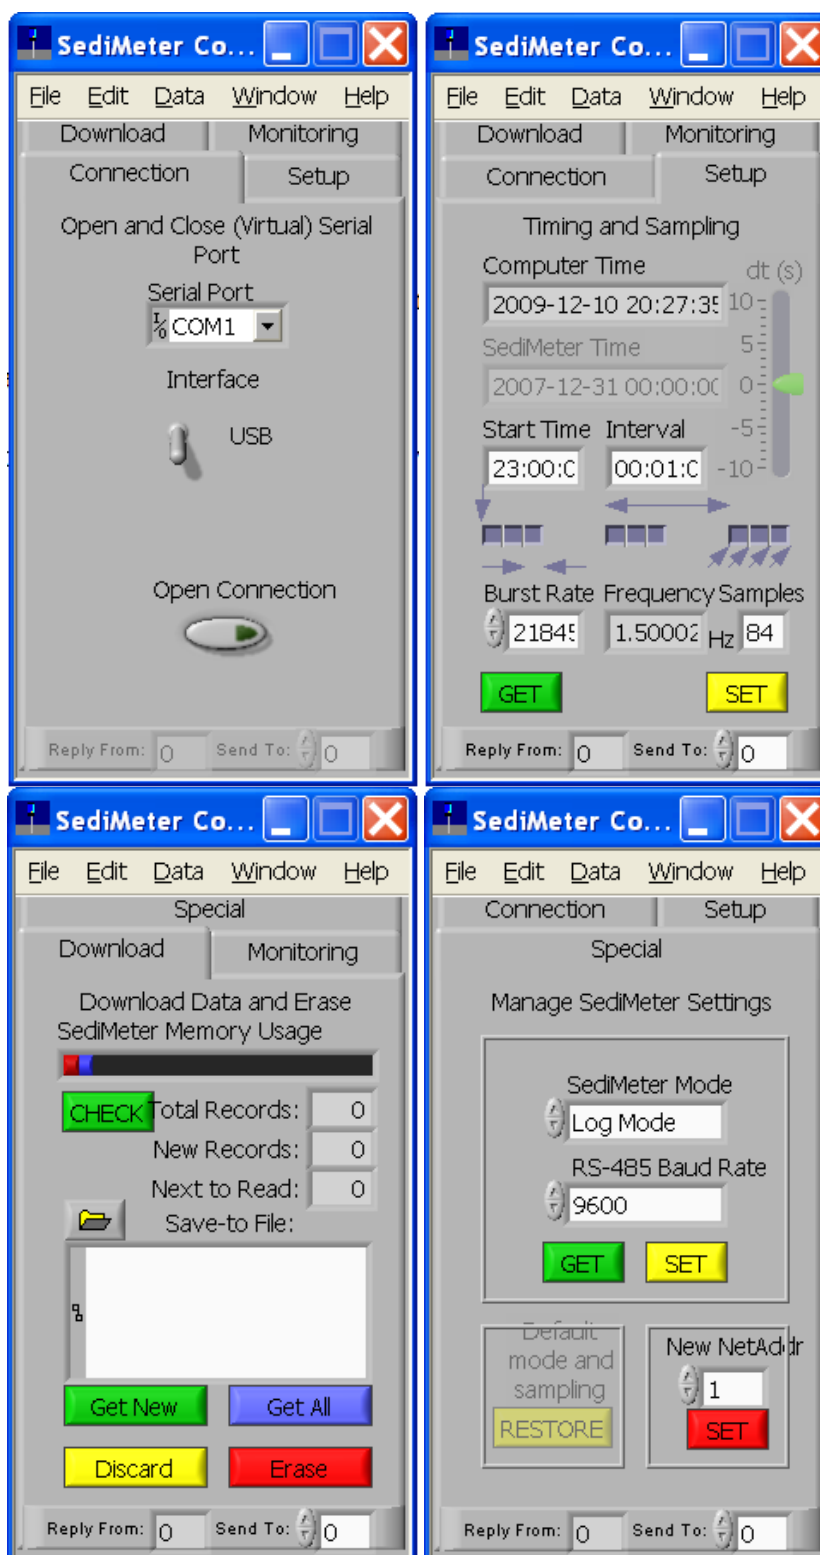 SediMeter Co...
File Edit Data Window Help
Download Monitoring
Connection Setup
Open and Close (Virtual) Serial
Port
Serial Port
I/O COM1
Interface
USB
Open Connection
Reply From: 0 Send To: 0
SediMeter Co...
File Edit Data Window Help
Download Monitoring
Connection Setup
Timing and Sampling
Computer Time
dt (s)
2009-12-10 20:27:35
10
SediMeter Time
5
2007-12-31 00:00:00
0
Start Time Interval
-5
23:00:0 00:01:0
-10
Burst Rate Frequency Samples
21845 1.50002 Hz 84
GET SET
Reply From: 0 Send To: 0
SediMeter Co...
File Edit Data Window Help
Special
Download Monitoring
Download Data and Erase
SediMeter Memory Usage
CHECK Total Records: 0
New Records: 0
Next to Read: 0
Save-to File:
Get New Get All
Discard Erase
Reply From: 0 Send To: 0
SediMeter Co...
File Edit Data Window Help
Connection Setup
Special
Manage SediMeter Settings
SediMeter Mode
Log Mode
RS-485 Baud Rate
9600
GET SET
Default
mode and
sampling
RESTORE
New NetAddr
1
SET
Reply From: 0 Send To: 0